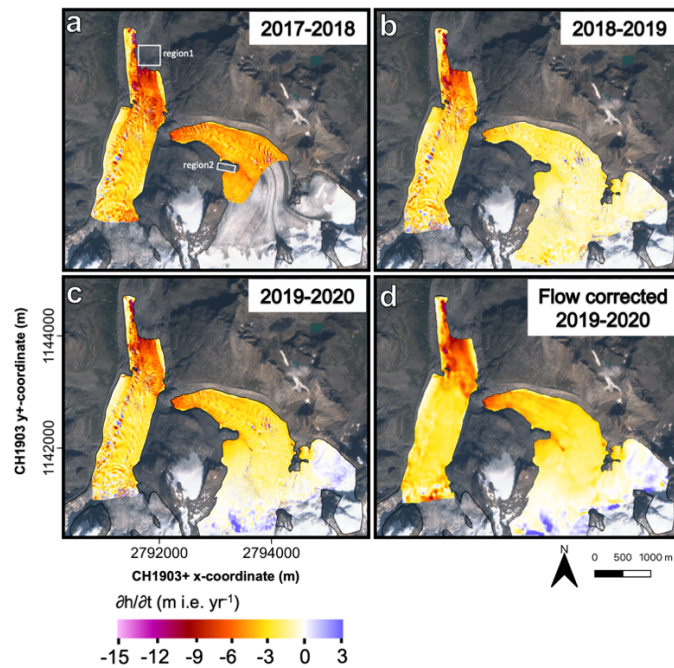 a
2017-2018
region1
region2
b
2018-2019
c
2019-2020
d
Flow corrected
2019-2020
CH1903 y+-coordinate (m)
1144000
1142000
2792000 2794000
CH1903+ x-coordinate (m)
N
0 500 1000 m
∂h/∂t (m i.e. yr⁻¹)
-15 -12 -9 -6 -3 0 3